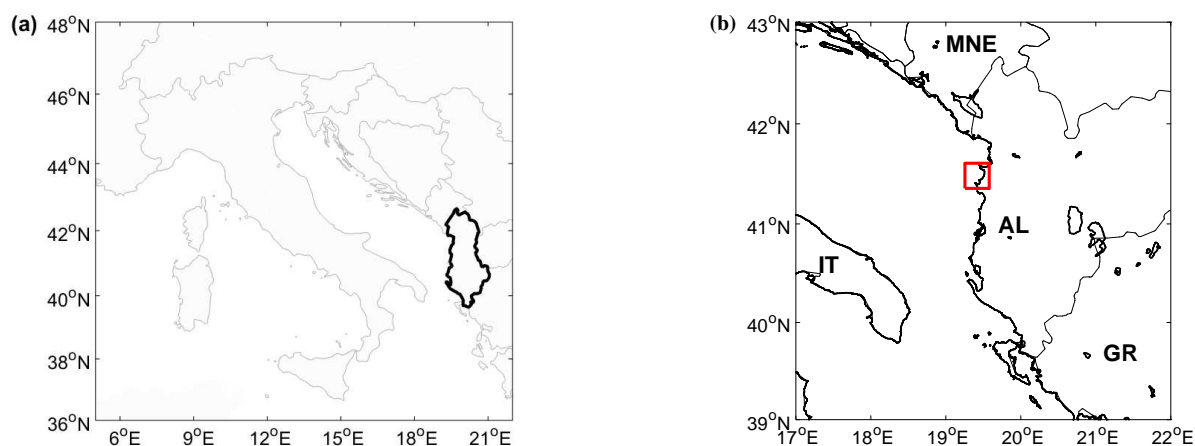 (a)
48°N
46°N
44°N
42°N
40°N
38°N
36°N
6°E 9°E 12°E 15°E 18°E 21°E
(b)
43°N
42°N
41°N
40°N
39°N
17°E 18°E 19°E 20°E 21°E 22°E
MNE
AL
IT
GR